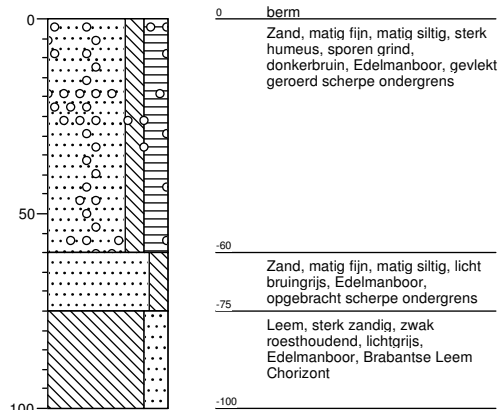 0
50
100
0
berm
Zand, matig fijn, matig siltig, sterk
humeus, sporen grind,
donkerbruin, Edelmanboor, gevlekt
geroerd scherpe ondergrens
-60
Zand, matig fijn, matig siltig, licht
bruingrijs, Edelmanboor,
opgebracht scherpe ondergrens
-75
Leem, sterk zandig, zwak
roesthoudend, lichtgrijs,
Edelmanboor, Brabantse Leem
Chorizont
-100